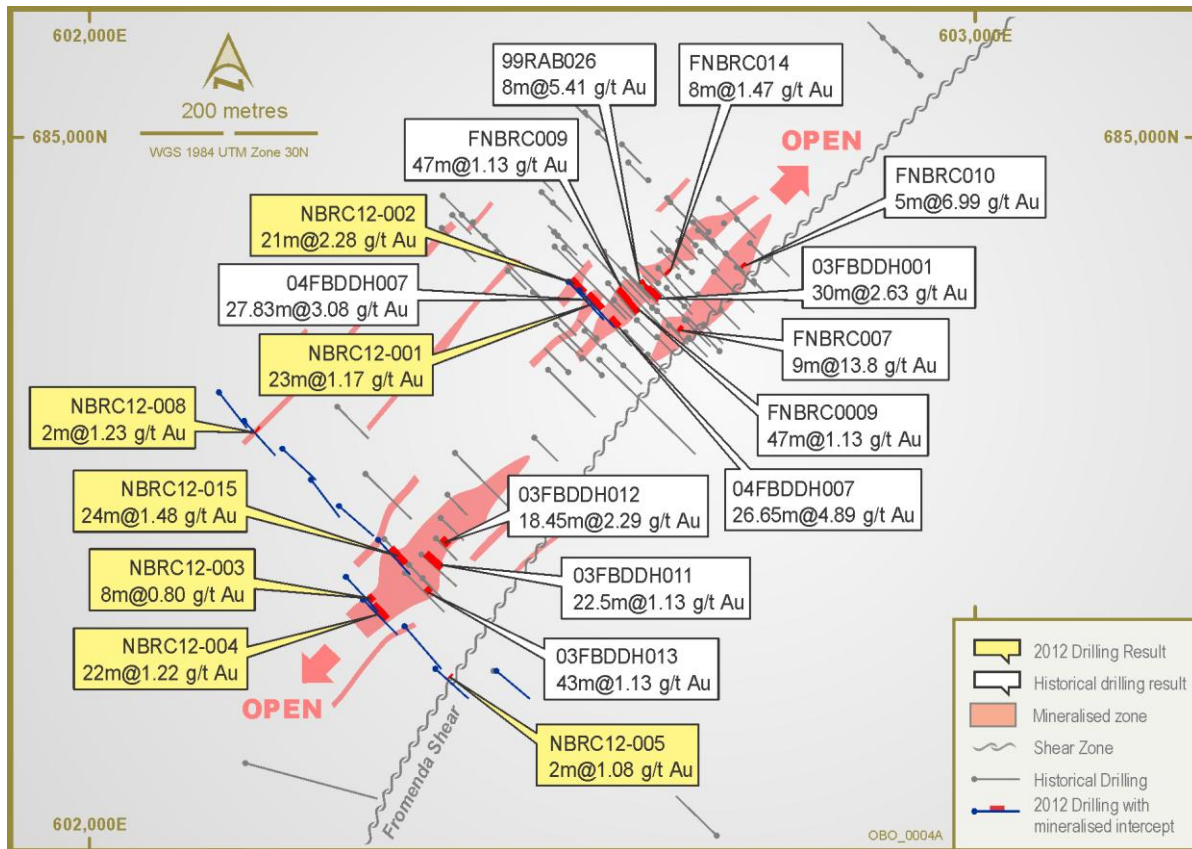 602,000E
603,000E
N
200 metres
WGS 1984 UTM Zone 30N
685,000N
685,000N
99RAB026
8m@5.41 g/t Au
FNBRC014
8m@1.47 g/t Au
FNBRC009
47m@1.13 g/t Au
OPEN
FNBRC010
5m@6.99 g/t Au
NBRC12-002
21m@2.28 g/t Au
04FBDDH007
27.83m@3.08 g/t Au
03FBDDH001
30m@2.63 g/t Au
NBRC12-001
23m@1.17 g/t Au
FNBRC007
9m@13.8 g/t Au
NBRC12-008
2m@1.23 g/t Au
FNBRC0009
47m@1.13 g/t Au
NBRC12-015
24m@1.48 g/t Au
03FBDDH012
18.45m@2.29 g/t Au
04FBDDH007
26.65m@4.89 g/t Au
NBRC12-003
8m@0.80 g/t Au
03FBDDH011
22.5m@1.13 g/t Au
NBRC12-004
22m@1.22 g/t Au
03FBDDH013
43m@1.13 g/t Au
OPEN
NBRC12-005
2m@1.08 g/t Au
Fromenda Shear
2012 Drilling Result
Historical drilling result
Mineralised zone
Shear Zone
Historical Drilling
2012 Drilling with
mineralised intercept
602,000E
OBO_0004A